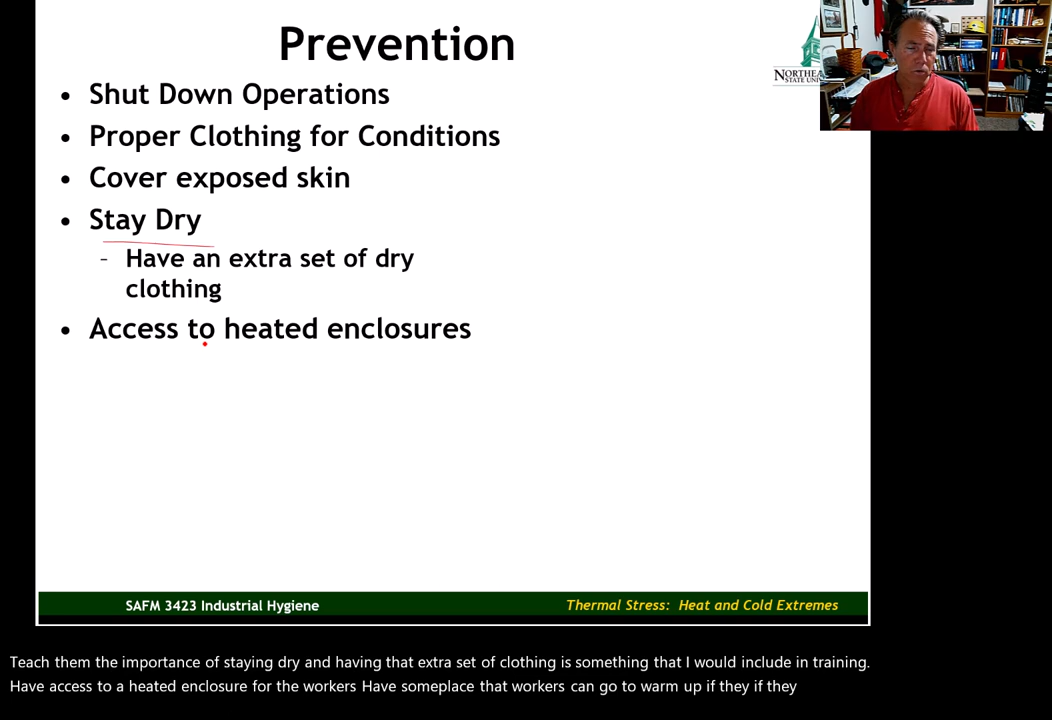 Prevention
• Shut Down Operations
• Proper Clothing for Conditions
• Cover exposed skin
• Stay Dry
– Have an extra set of dry
clothing
• Access to heated enclosures
SAFM 3423 Industrial Hygiene
Thermal Stress: Heat and Cold Extremes
Teach them the importance of staying dry and having that extra set of clothing is something that I would include in training.
Have access to a heated enclosure for the workers Have someplace that workers can go to warm up if they if they